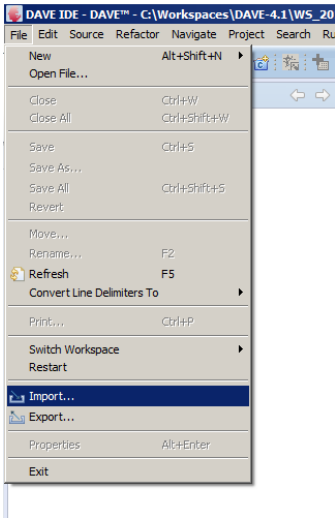 DAVE IDE - DAVE™ - C:\Workspaces\DAVE-4.1\WS_20
File Edit Source Refactor Navigate Project Search Ru
New Alt+Shift+N
Open File...
Close Ctrl+W
Close All Ctrl+Shift+W
Save Ctrl+S
Save As...
Save All Ctrl+Shift+S
Revert
Move...
Rename... F2
Refresh F5
Convert Line Delimiters To
Print... Ctrl+P
Switch Workspace
Restart
Import...
Export...
Properties Alt+Enter
Exit